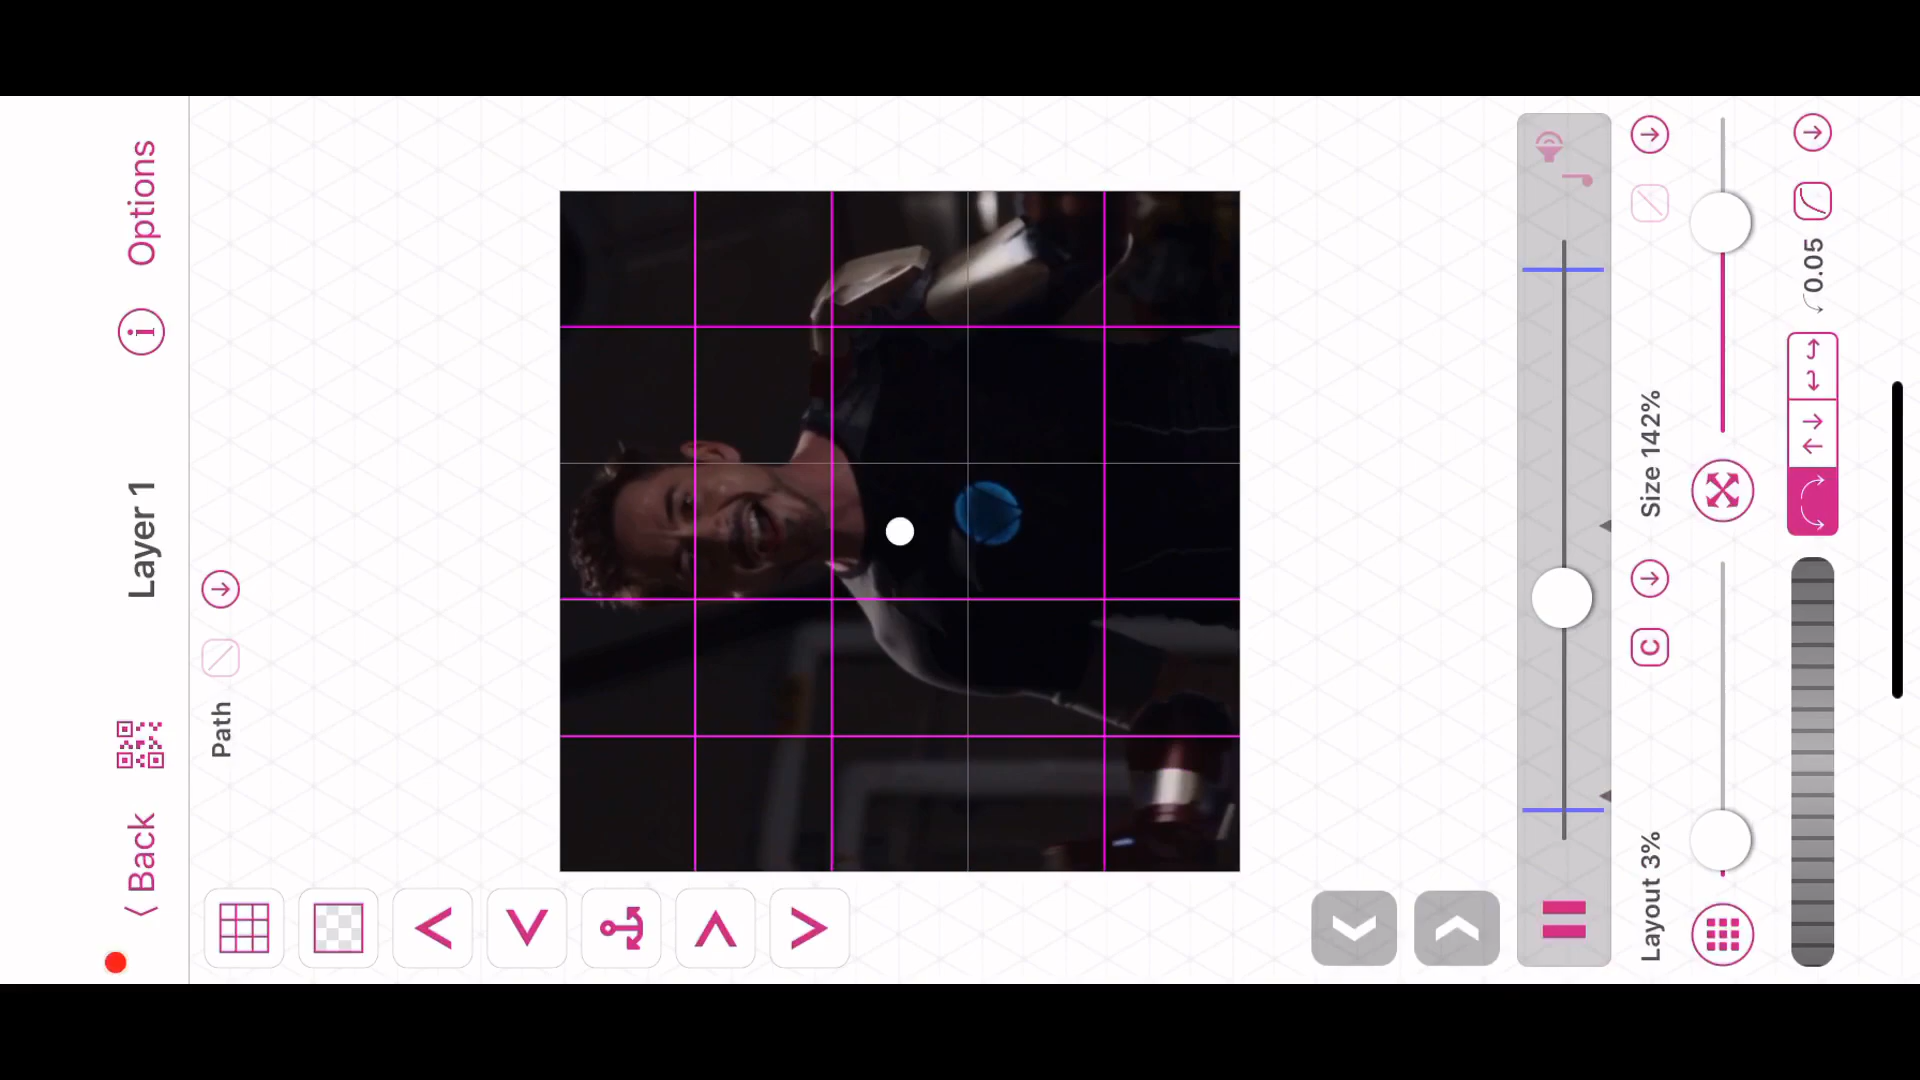 Back
Layer 1
i
Options
Path
Layout 3%
C
Size 142%
0.05